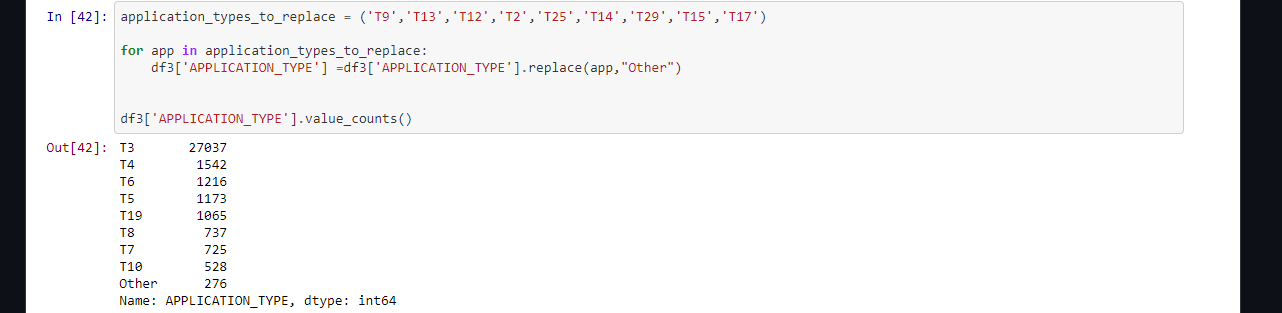 In [42]: application_types_to_replace = ('T9','T13','T12','T2','T25','T14','T29','T15','T17')
for app in application_types_to_replace:
    df3['APPLICATION_TYPE'] =df3['APPLICATION_TYPE'].replace(app,"Other")
df3['APPLICATION_TYPE'].value_counts()
Out[42]: T3       27037
T4        1542
T6        1216
T5        1173
T19       1065
T8         737
T7         725
T10        528
Other      276
Name: APPLICATION_TYPE, dtype: int64